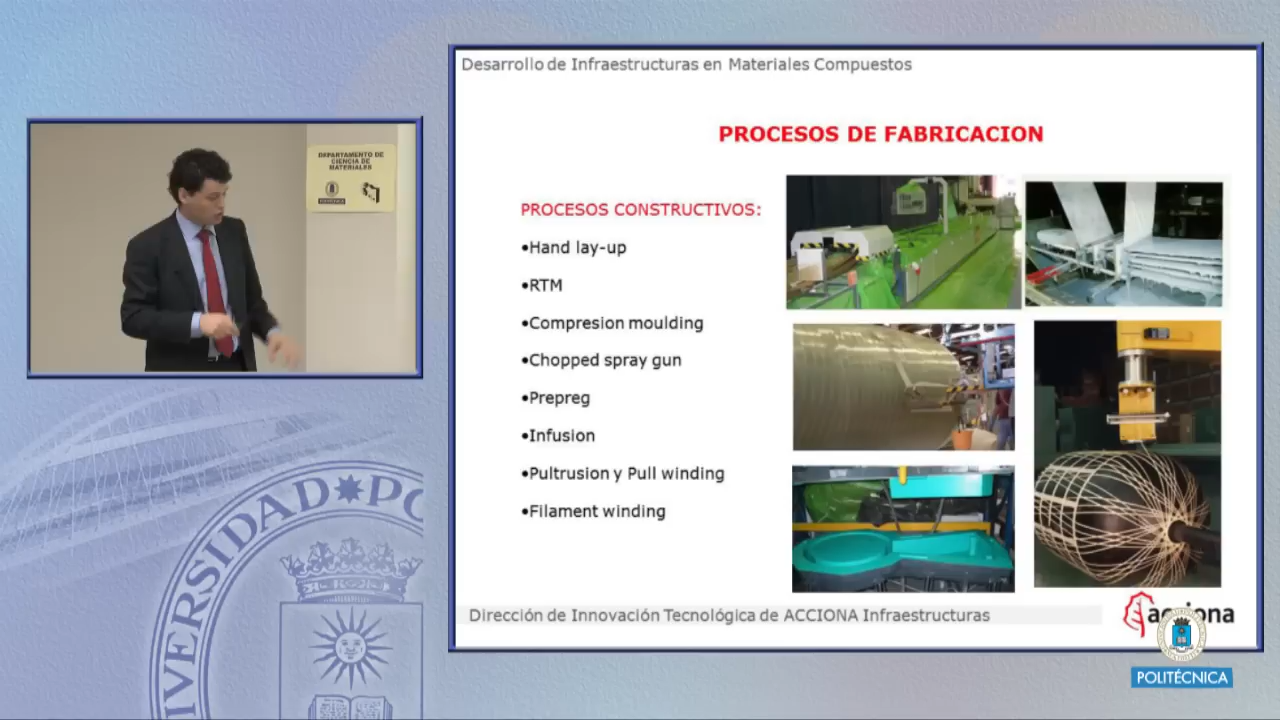 Desarrollo de Infraestructuras en Materiales Compuestos
PROCESOS DE FABRICACION
PROCESOS CONSTRUCTIVOS:
•Hand lay-up
•RTM
•Compresion moulding
•Chopped spray gun
•Prepreg
•Infusion
•Pultrusion y Pull winding
•Filament winding
Dirección de Innovación Tecnológica de ACCIONA Infraestructuras
acciona
POLITÉCNICA
DEPARTAMENTO DE
CIENCIA DE
MATERIALES
VERSIDAD PO